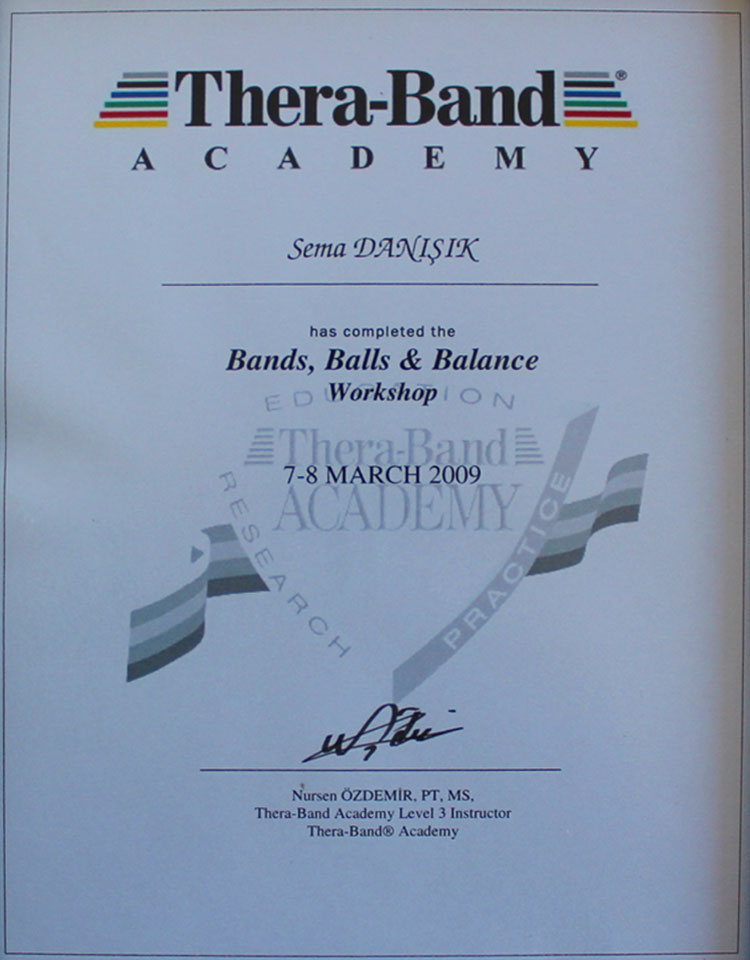 Thera-Band®
ACADEMY
Sema DANIŞIK
has completed the
Bands, Balls & Balance
Workshop
EDUCATION
Thera-Band
7-8 MARCH 2009
ACADEMY
RESEARCH
PRACTICE
Nursen ÖZDEMİR, PT, MS,
Thera-Band Academy Level 3 Instructor
Thera-Band® Academy